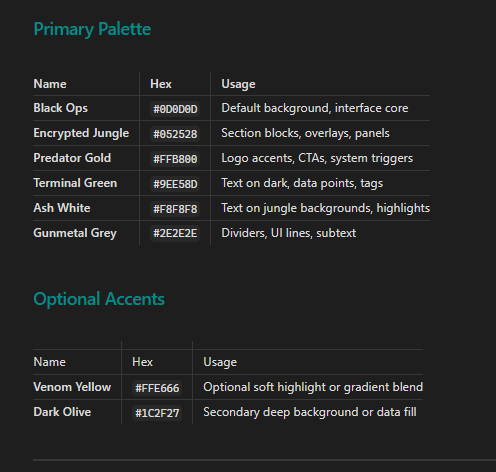 Primary Palette
Name Hex Usage
Black Ops #0D0D0D Default background, interface core
Encrypted Jungle #052528 Section blocks, overlays, panels
Predator Gold #FFB800 Logo accents, CTAs, system triggers
Terminal Green #9EE58D Text on dark, data points, tags
Ash White #F8F8F8 Text on jungle backgrounds, highlights
Gunmetal Grey #2E2E2E Dividers, UI lines, subtext
Optional Accents
Name Hex Usage
Venom Yellow #FFE666 Optional soft highlight or gradient blend
Dark Olive #1C2F27 Secondary deep background or data fill